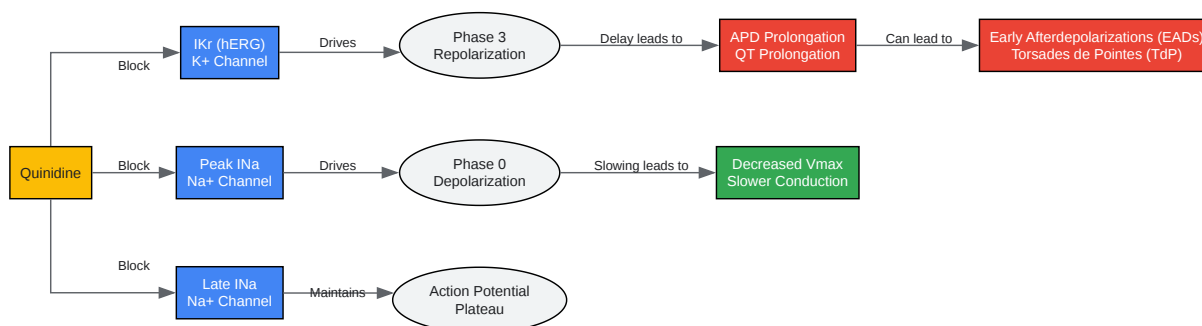 IKr (hERG)
K+ Channel
Drives
Phase 3
Repolarization
Delay leads to
APD Prolongation
QT Prolongation
Can lead to
Early Afterdepolarizations (EADs)
Torsades de Pointes (TdP)
Block
Quinidine
Block
Peak INa
Na+ Channel
Drives
Phase 0
Depolarization
Slowing leads to
Decreased Vmax
Slower Conduction
Block
Late INa
Na+ Channel
Maintains
Action Potential
Plateau